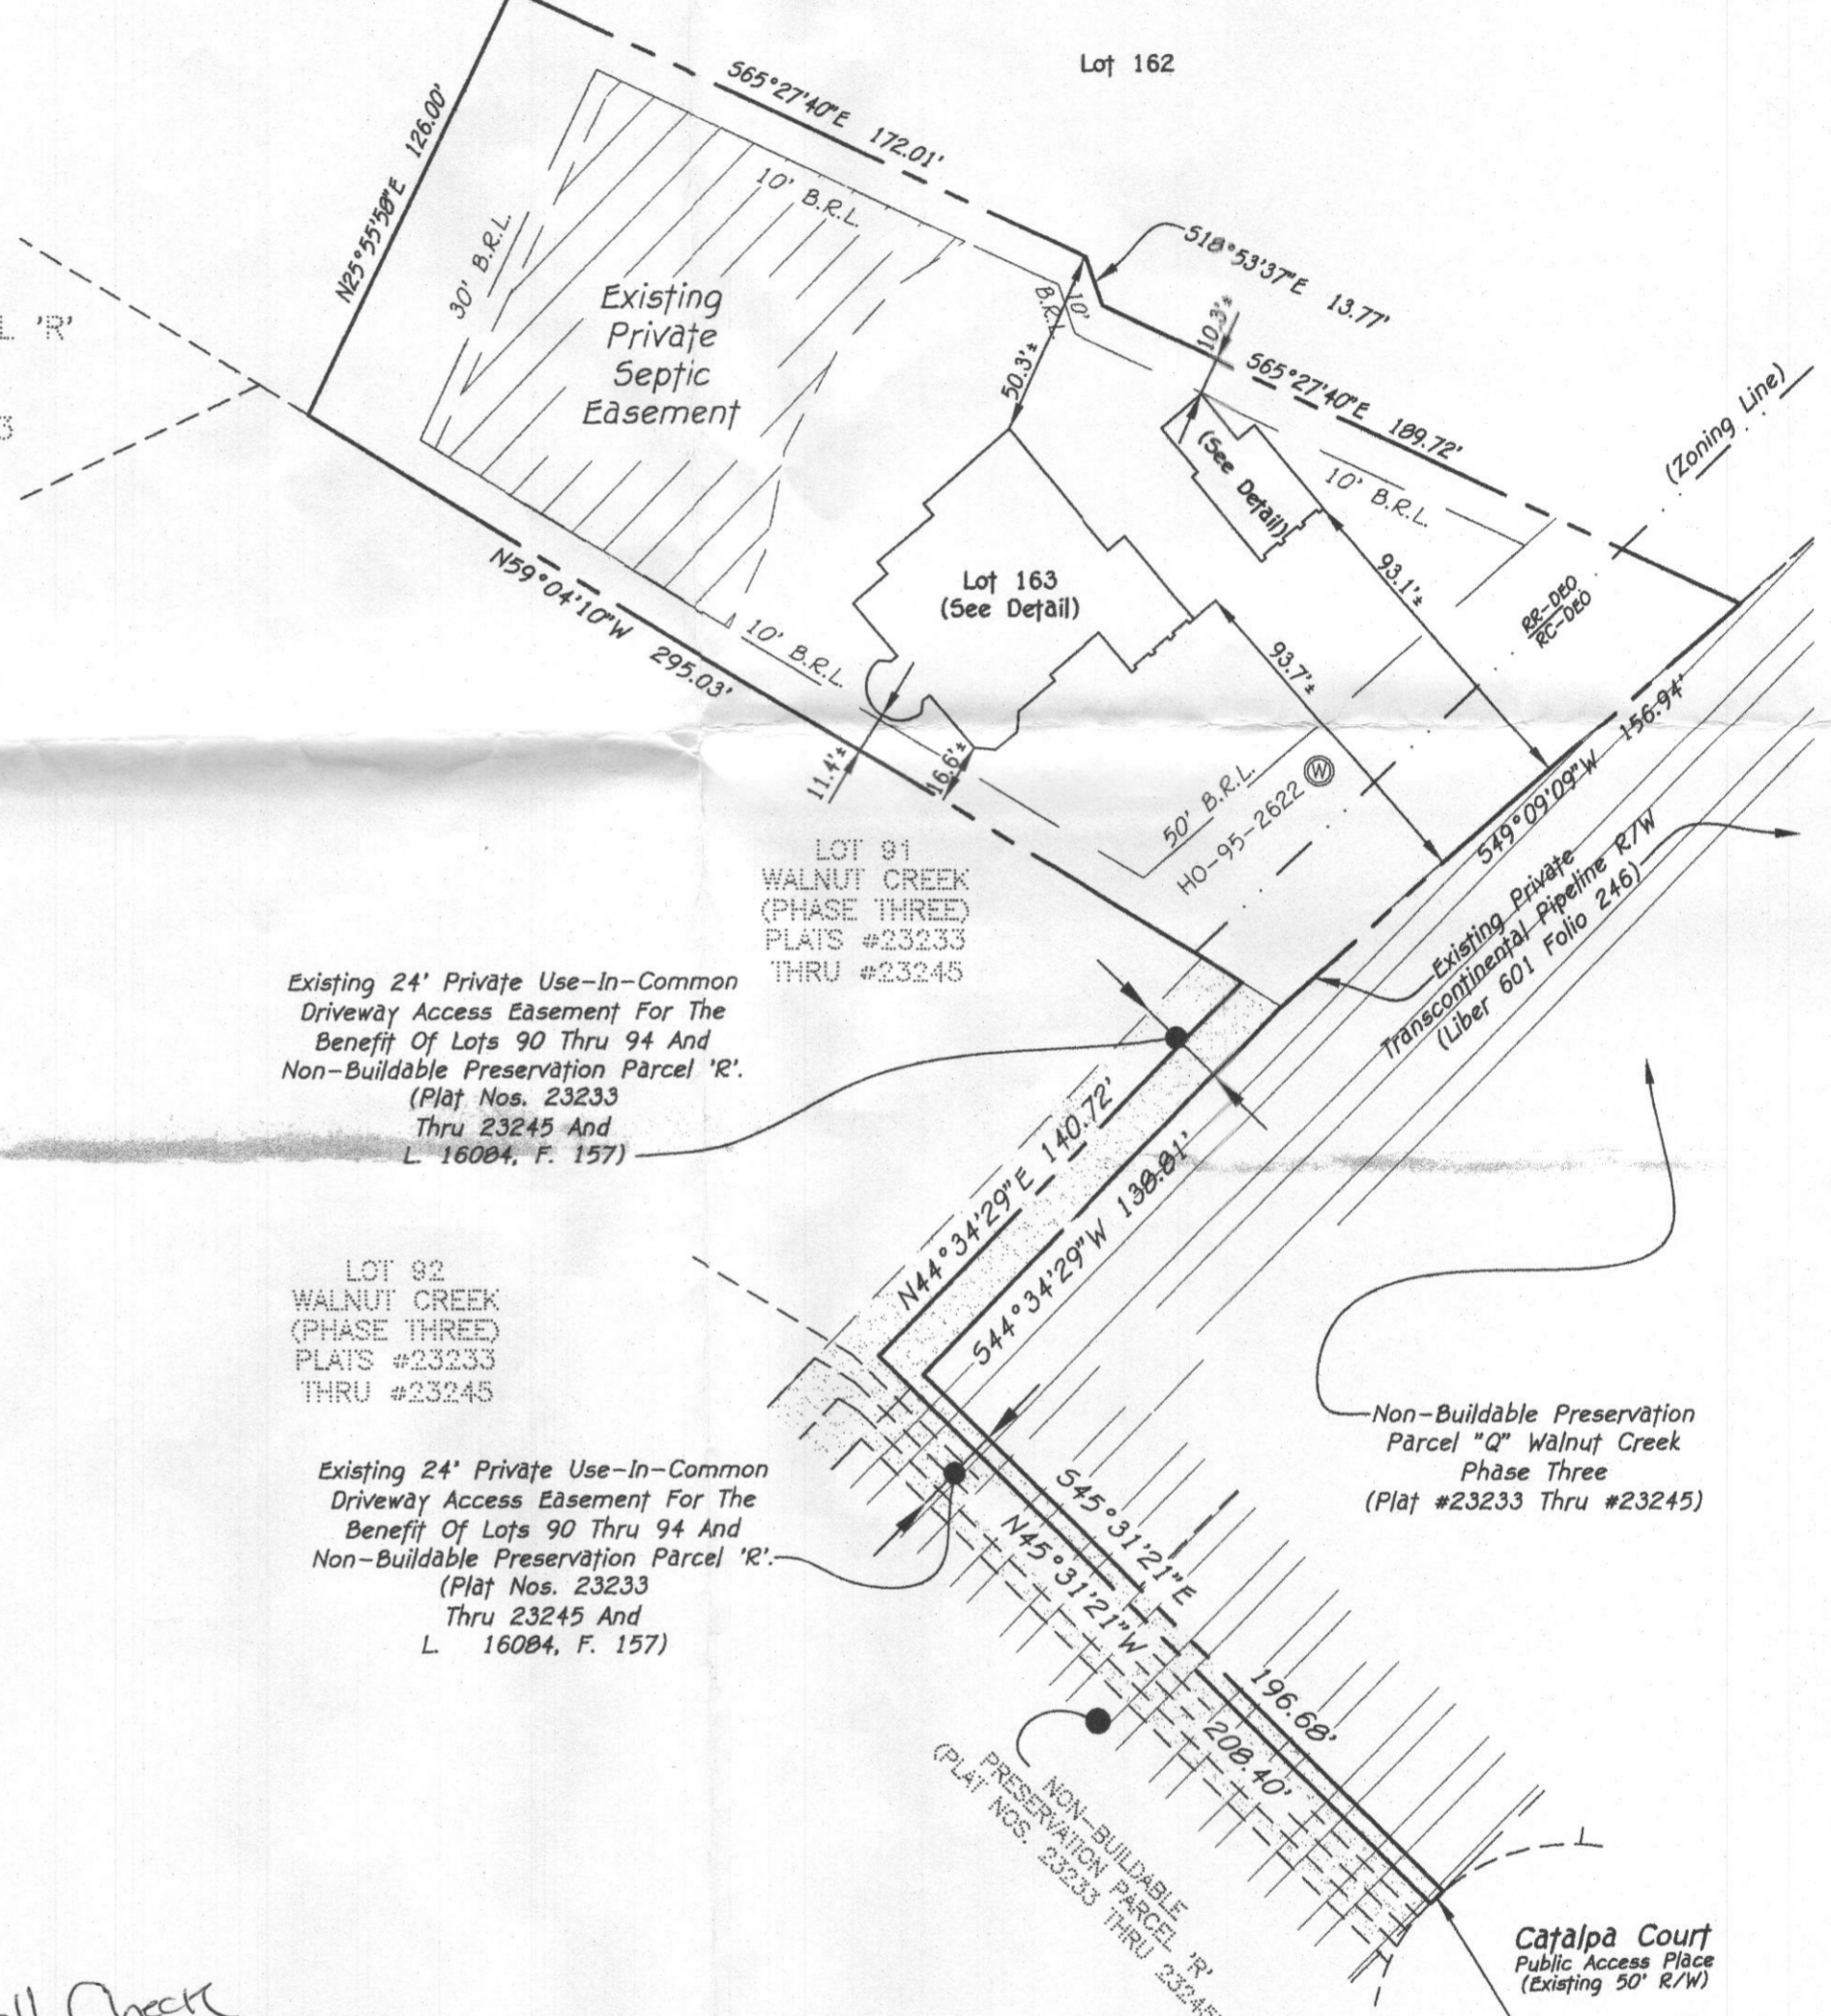 Lot 162
S65°27'40"E 172.01'
N25°55'50"E 126.00'
10' B.R.L.
30' B.R.L.
S18°53'37"E 13.77'
Existing
Private
Septic
Easement
10'
B.R.L.
50.3'±
10.3'±
S65°27'40"E 189.72'
(Zoning Line)
L 'R'
3
(See Detail)
10' B.R.L.
N59°04'10"W 295.03'
Lot 163
(See Detail)
93.1'±
RR-DEO
RC-DEO
10' B.R.L.
93.7'±
11.4'±
16.6'±
50' B.R.L.
HO-95-2622 W
S49°09'09"W 156.94'
LOT 91
WALNUT CREEK
(PHASE THREE)
PLATS #23233
THRU #23245
Existing Private
Transcontinental Pipeline R/W
(Liber 601 Folio 246)
Existing 24' Private Use-In-Common
Driveway Access Easement For The
Benefit Of Lots 90 Thru 94 And
Non-Buildable Preservation Parcel 'R'.
(Plat Nos. 23233
Thru 23245 And
L. 16084, F. 157)
N44°34'29"E 140.72'
S44°34'29"W 138.81'
LOT 92
WALNUT CREEK
(PHASE THREE)
PLATS #23233
THRU #23245
Non-Buildable Preservation
Parcel "Q" Walnut Creek
Phase Three
(Plat #23233 Thru #23245)
Existing 24' Private Use-In-Common
Driveway Access Easement For The
Benefit Of Lots 90 Thru 94 And
Non-Buildable Preservation Parcel 'R'.
(Plat Nos. 23233
Thru 23245 And
L. 16084, F. 157)
S45°31'21"E 196.68'
N45°31'21"W 208.40'
NON-BUILDABLE
PRESERVATION PARCEL 'R'
(PLAT NOS. 23233 THRU 23245
Catalpa Court
Public Access Place
(Existing 50' R/W)
Check